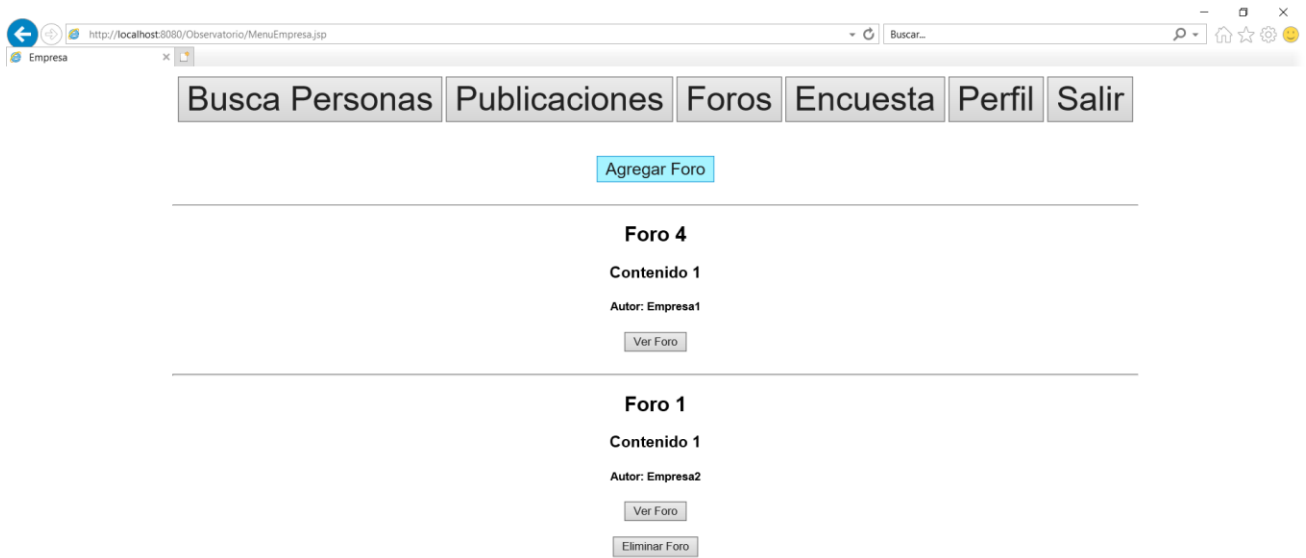 http://localhost:8080/Observatorio/MenuEmpresa.jsp
Buscar...
Empresa
Busca Personas Publicaciones Foros Encuesta Perfil Salir
Agregar Foro
Foro 4
Contenido 1
Autor: Empresa1
Ver Foro
Foro 1
Contenido 1
Autor: Empresa2
Ver Foro
Eliminar Foro